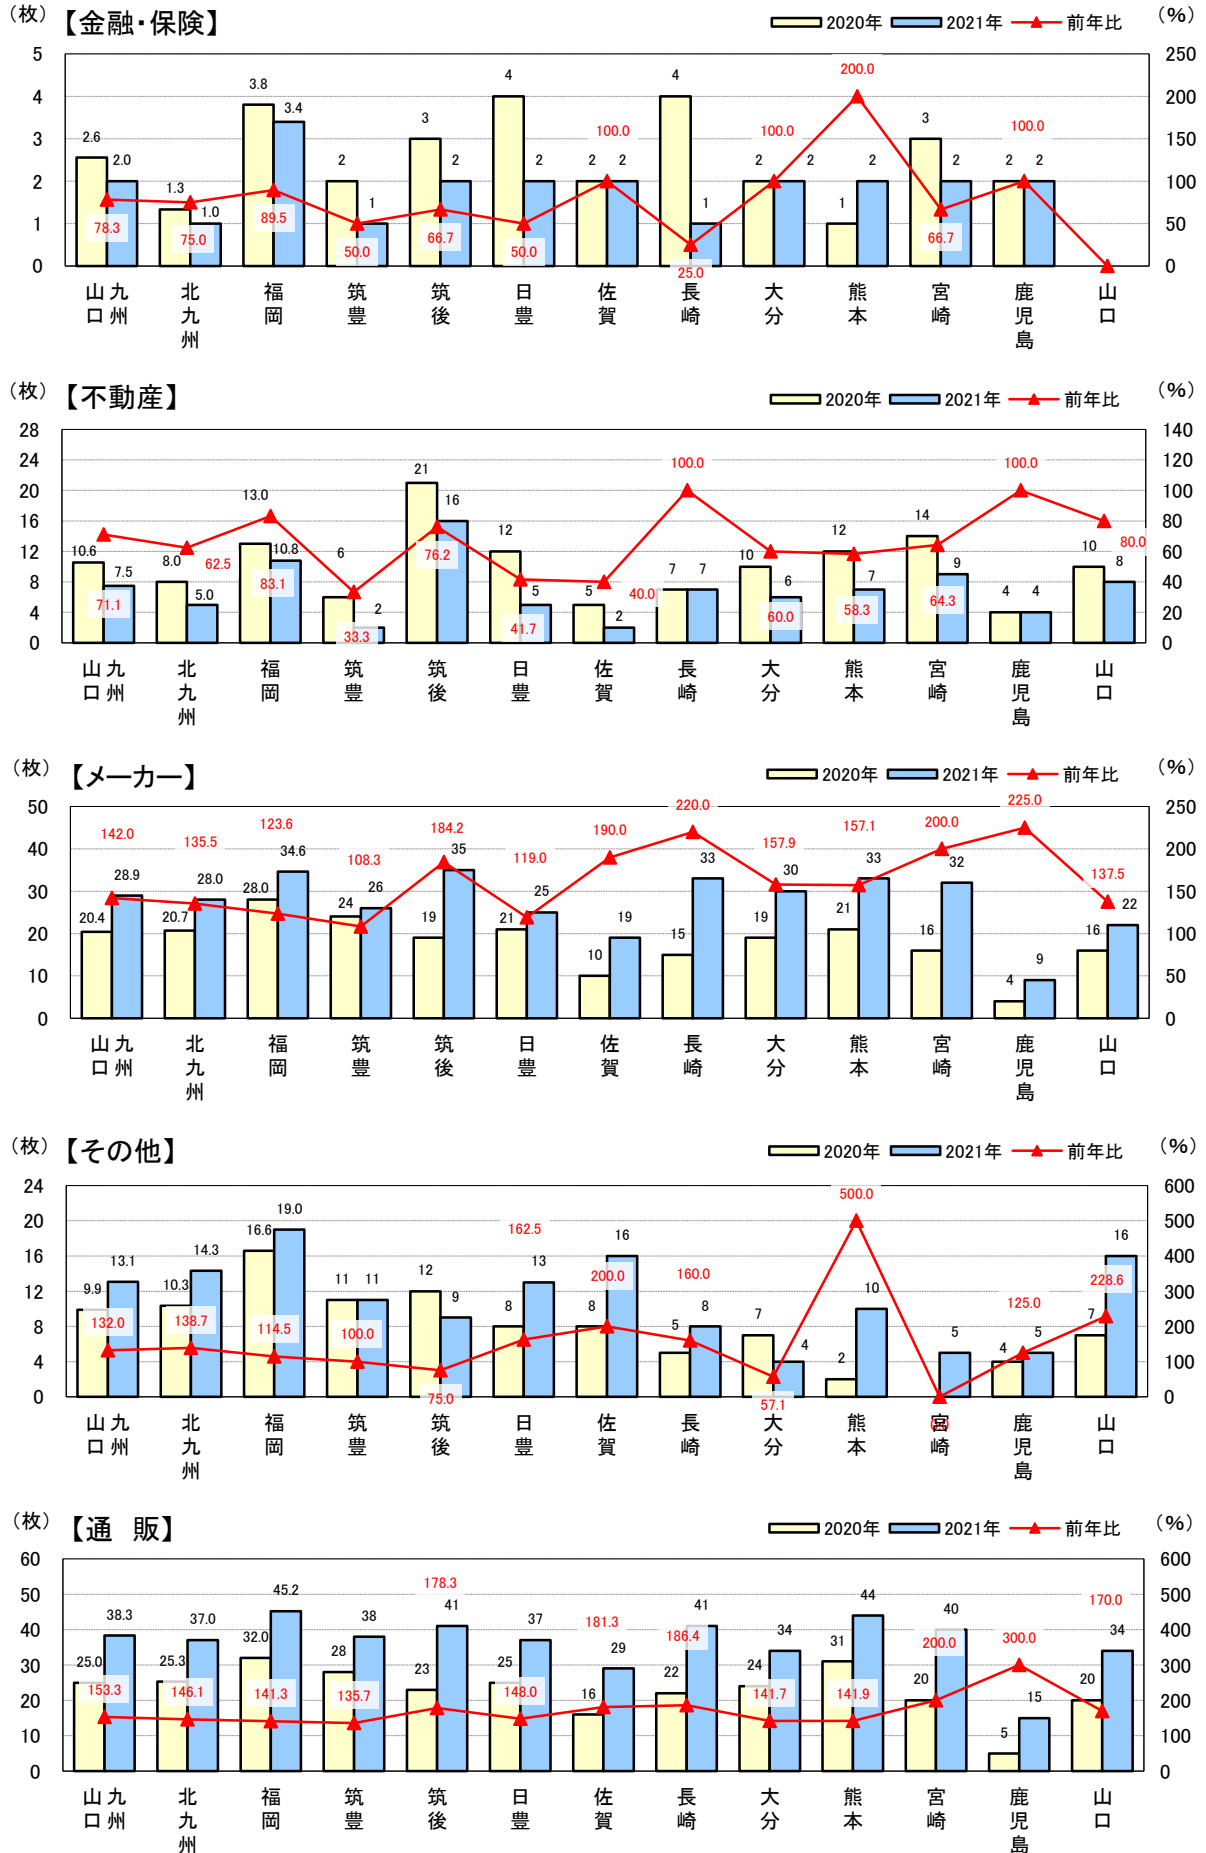 (枚) 【金融・保険】 2020年 2021年 前年比 (%)
5 250
4 200
3 150
2 100
1 50
0 0
2.6 1.3 3.8 2 3 4 2 4 2 1 3 2
2.0 1.0 3.4 1 2 2 2 1 2 2 2 2
78.3 75.0 89.5 50.0 66.7 50.0 100.0 25.0 100.0 200.0 66.7 100.0
九州山口 北九州 福岡 筑豊 筑後 日豊 佐賀 長崎 大分 熊本 宮崎 鹿児島 山口
(枚) 【不動産】 2020年 2021年 前年比 (%)
28 140
24 120
20 100
16 80
12 60
8 40
4 20
0 0
10.6 8.0 13.0 6 21 12 5 7 10 12 14 4 10
7.5 5.0 10.8 2 16 5 2 7 6 7 9 4 8
71.1 62.5 83.1 33.3 76.2 41.7 40.0 100.0 60.0 58.3 64.3 100.0 80.0
九州山口 北九州 福岡 筑豊 筑後 日豊 佐賀 長崎 大分 熊本 宮崎 鹿児島 山口
(枚) 【メーカー】 2020年 2021年 前年比 (%)
50 250
40 200
30 150
20 100
10 50
0 0
20.4 20.7 28.0 24 19 21 10 15 19 21 16 4 16
28.9 28.0 34.6 26 35 25 19 33 30 33 32 9 22
142.0 135.5 123.6 108.3 184.2 119.0 190.0 220.0 157.9 157.1 200.0 225.0 137.5
九州山口 北九州 福岡 筑豊 筑後 日豊 佐賀 長崎 大分 熊本 宮崎 鹿児島 山口
(枚) 【その他】 2020年 2021年 前年比 (%)
24 600
20 500
16 400
12 300
8 200
4 100
0 0
9.9 10.3 16.6 11 12 8 8 5 7 2 4 7
13.1 14.3 19.0 11 9 13 16 8 4 10 5 5 16
132.0 138.7 114.5 100.0 75.0 162.5 200.0 160.0 57.1 500.0 0.0 125.0 228.6
九州山口 北九州 福岡 筑豊 筑後 日豊 佐賀 長崎 大分 熊本 宮崎 鹿児島 山口
(枚) 【通 販】 2020年 2021年 前年比 (%)
60 600
50 500
40 400
30 300
20 200
10 100
0 0
25.0 25.3 32.0 28 23 25 16 22 24 31 20 5 20
38.3 37.0 45.2 38 41 37 29 41 34 44 40 15 34
153.3 146.1 141.3 135.7 178.3 148.0 181.3 186.4 141.7 141.9 200.0 300.0 170.0
九州山口 北九州 福岡 筑豊 筑後 日豊 佐賀 長崎 大分 熊本 宮崎 鹿児島 山口